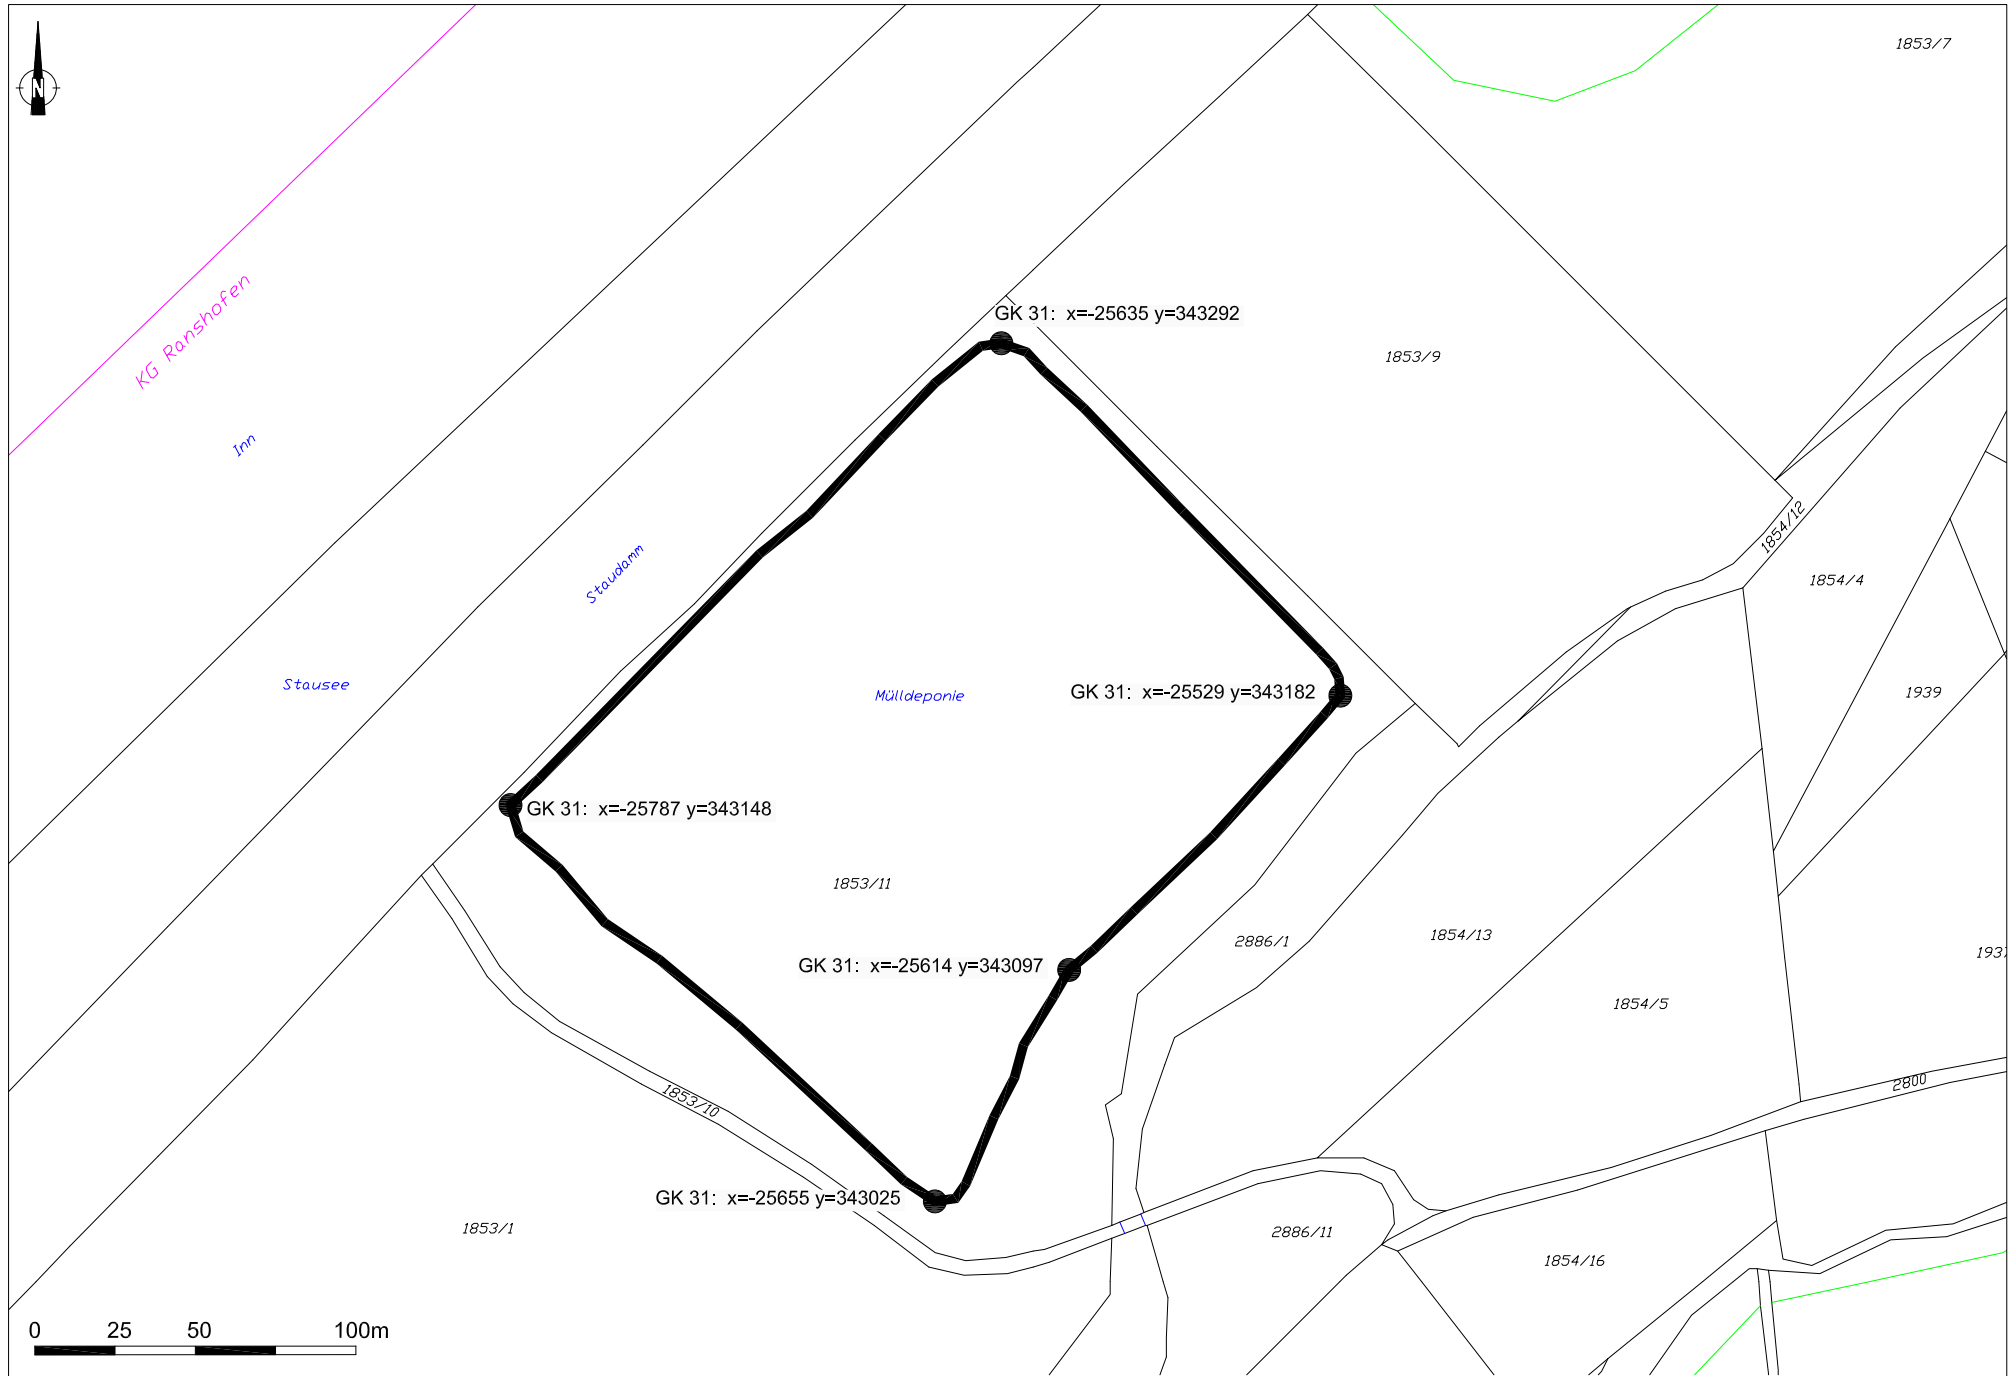 1853/7
N
KG Ranshofen
GK 31: x=-25635 y=343292
1853/9
Inn
1854/12
Staudamm
1854/4
Stausee
Mülldeponie
GK 31: x=-25529 y=343182
1939
GK 31: x=-25787 y=343148
1853/11
2886/1
1854/13
1937
GK 31: x=-25614 y=343097
1854/5
2800
1853/10
GK 31: x=-25655 y=343025
1853/1
2886/11
1854/16
0 25 50 100m